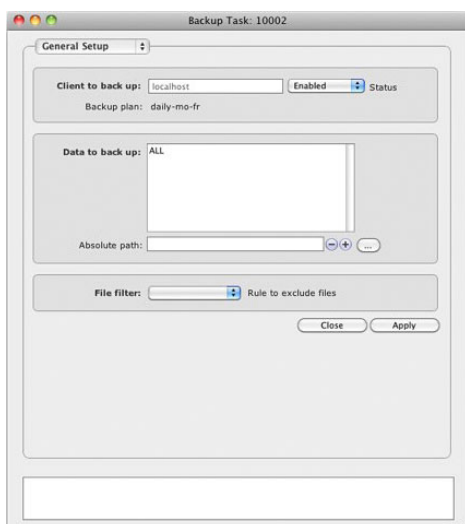 Backup Task: 10002
General Setup
Client to back up: localhost Enabled Status
Backup plan: daily-mo-fr
Data to back up: ALL
Absolute path: ...
File filter: Rule to exclude files
Close Apply